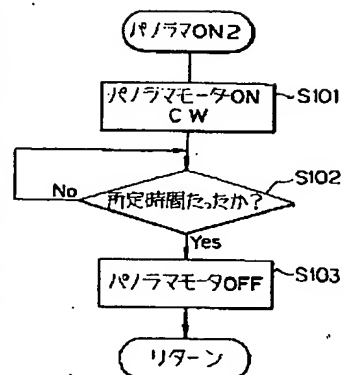 パノラマON2
パノラマモータON
CW
S101
No
所定時間たったか?
S102
Yes
パノラマモータOFF
S103
リターン